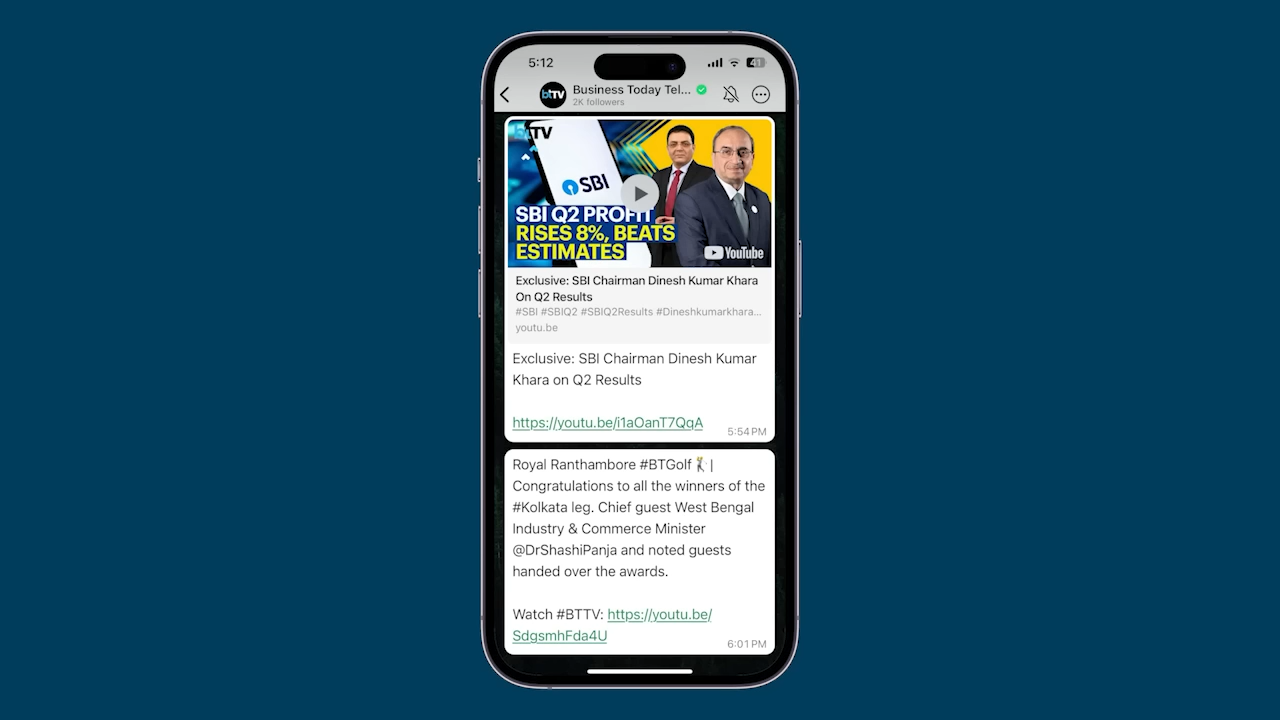 5:12
41
btTV
Business Today Tel...
2K followers
btTV
SBI
SBI Q2 PROFIT
RISES 8%, BEATS
ESTIMATES
YouTube
Exclusive: SBI Chairman Dinesh Kumar Khara
On Q2 Results
#SBI #SBIQ2 #SBIQ2Results #Dineshkumarkhara...
youtu.be
Exclusive: SBI Chairman Dinesh Kumar
Khara on Q2 Results
https://youtu.be/i1aOanT7QqA
5:54 PM
Royal Ranthambore #BTGolf🏌|
Congratulations to all the winners of the
#Kolkata leg. Chief guest West Bengal
Industry & Commerce Minister
@DrShashiPanja and noted guests
handed over the awards.
Watch #BTTV: https://youtu.be/
SdgsmhFda4U
6:01 PM